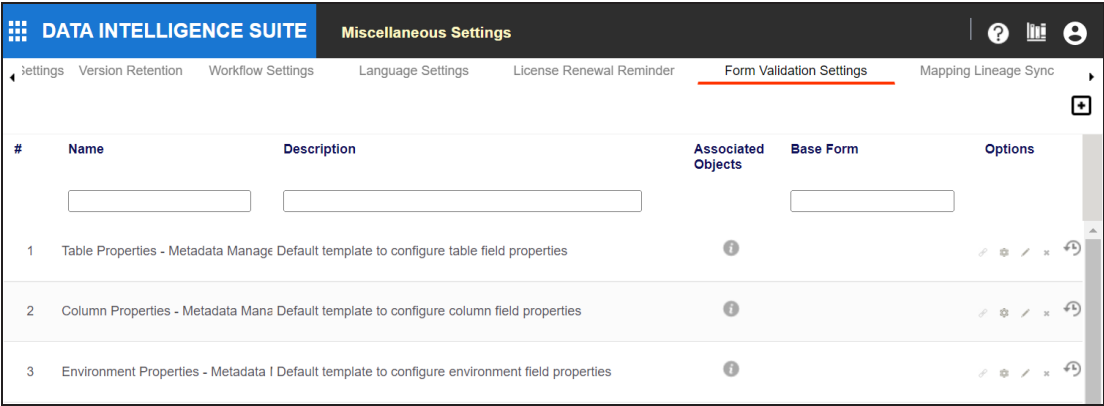 DATA INTELLIGENCE SUITE Miscellaneous Settings
Settings Version Retention Workflow Settings Language Settings License Renewal Reminder Form Validation Settings Mapping Lineage Sync
# Name Description Associated Objects Base Form Options
1 Table Properties - Metadata Manage Default template to configure table field properties
2 Column Properties - Metadata Mana Default template to configure column field properties
3 Environment Properties - Metadata Default template to configure environment field properties